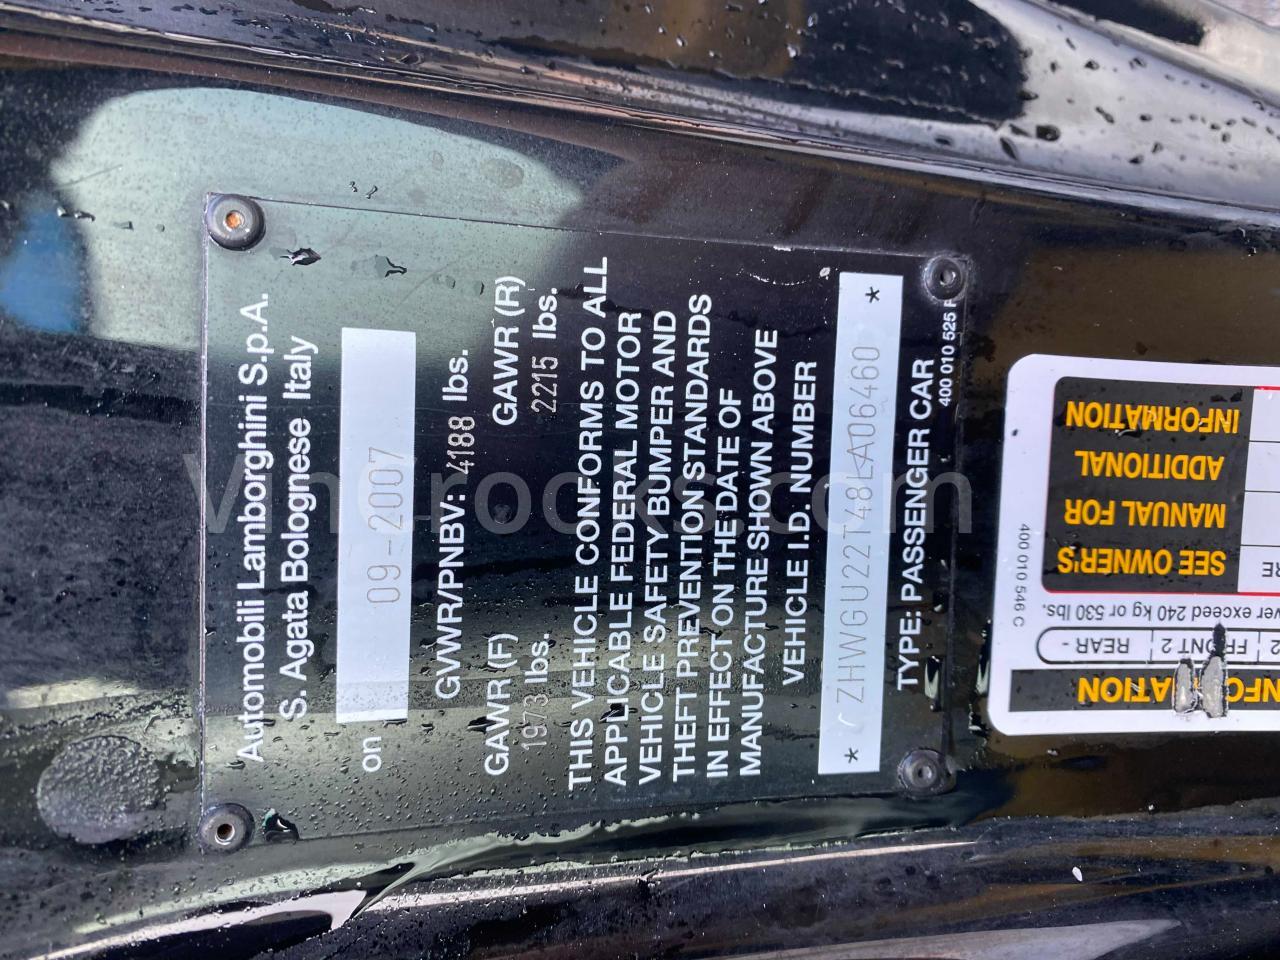 Automobili Lamborghini S.p.A.
S. Agata Bolognese Italy
on 09-2007
GVWR/PNBV: 4188 lbs.
GAWR (F) GAWR (R)
1973 lbs. 2215 lbs.
THIS VEHICLE CONFORMS TO ALL
APPLICABLE FEDERAL MOTOR
VEHICLE SAFETY BUMPER AND
THEFT PREVENTION STANDARDS
IN EFFECT ON THE DATE OF
MANUFACTURE SHOWN ABOVE
VEHICLE I.D. NUMBER
* ZHWGU22T48LA06460 *
TYPE: PASSENGER CAR
400 010 525
VinCrooks.com
SEE OWNER'S
MANUAL FOR
ADDITIONAL
INFORMATION
400 010 546 C
exceed 240 kg or 530 lbs.
FRONT 2 REAR -